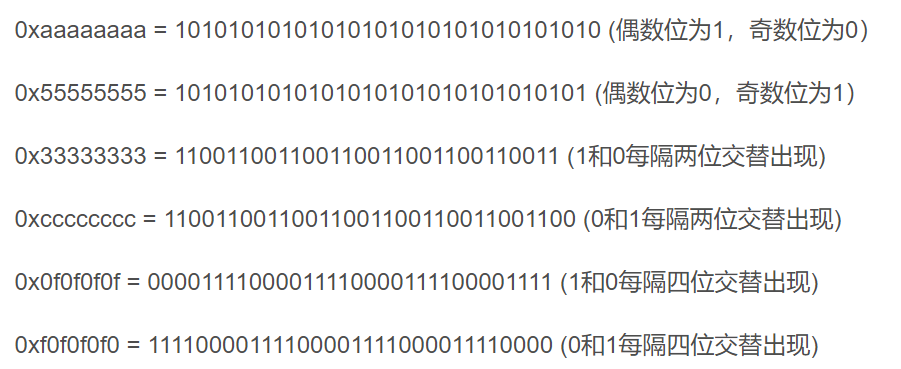 0xaaaaaaaa = 10101010101010101010101010101010 (偶数位为1，奇数位为0）
0x55555555 = 1010101010101010101010101010101 (偶数位为0，奇数位为1）
0x33333333 = 110011001100110011001100110011 (1和0每隔两位交替出现)
0xcccccccc = 11001100110011001100110011001100 (0和1每隔两位交替出现)
0x0f0f0f0f = 00001111000011110000111100001111 (1和0每隔四位交替出现)
0xf0f0f0f0 = 11110000111100001111000011110000 (0和1每隔四位交替出现)